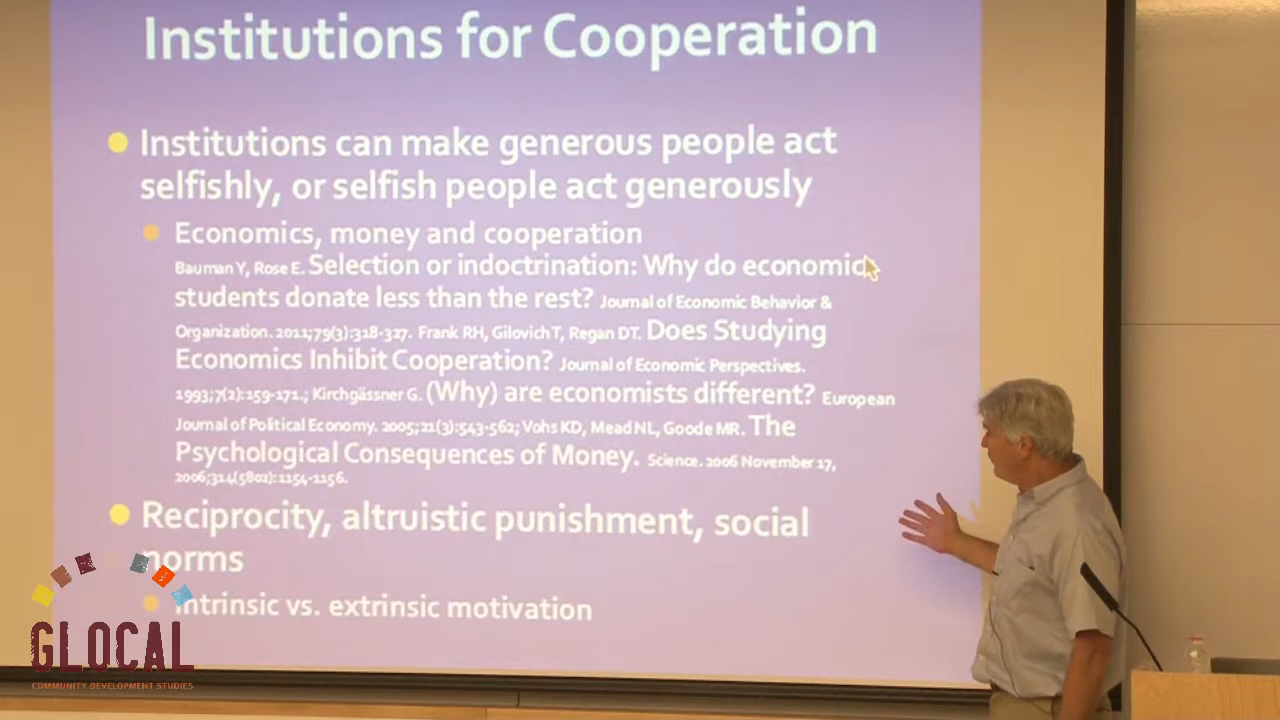 Institutions for Cooperation
Institutions can make generous people act
selfishly, or selfish people act generously
Economics, money and cooperation
Bauman Y, Rose E. Selection or indoctrination: Why do economic
students donate less than the rest? Journal of Economic Behavior &
Organization. 2011;79(3):318-327. Frank RH, Gilovich T, Regan DT. Does Studying
Economics Inhibit Cooperation? Journal of Economic Perspectives.
1993;7(2):159-171.; Kirchgässner G. (Why) are economists different? European
Journal of Political Economy. 2005;21(3):543-562; Vohs KD, Mead NL, Goode MR. The
Psychological Consequences of Money. Science. 2006 November 17,
2006;314(5802):1154-1156.
Reciprocity, altruistic punishment, social
norms
Intrinsic vs. extrinsic motivation
GLOCAL
COMMUNITY DEVELOPMENT STUDIES